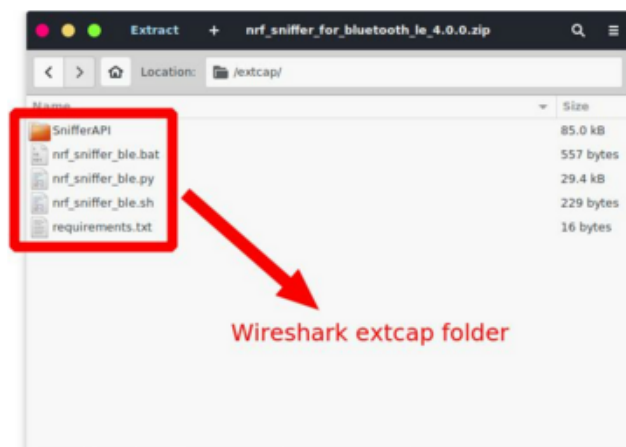 Extract + nrf_sniffer_for_bluetooth_le_4.0.0.zip
Location: /extcap/
Name Size
SnifferAPI 85.0 kB
nrf_sniffer_ble.bat 557 bytes
nrf_sniffer_ble.py 29.4 kB
nrf_sniffer_ble.sh 229 bytes
requirements.txt 16 bytes
Wireshark extcap folder